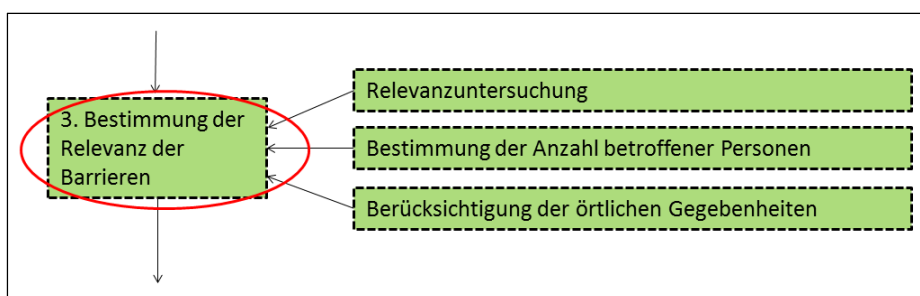 3. Bestimmung der
Relevanz der
Barrieren
Relevanzuntersuchung
Bestimmung der Anzahl betroffener Personen
Berücksichtigung der örtlichen Gegebenheiten